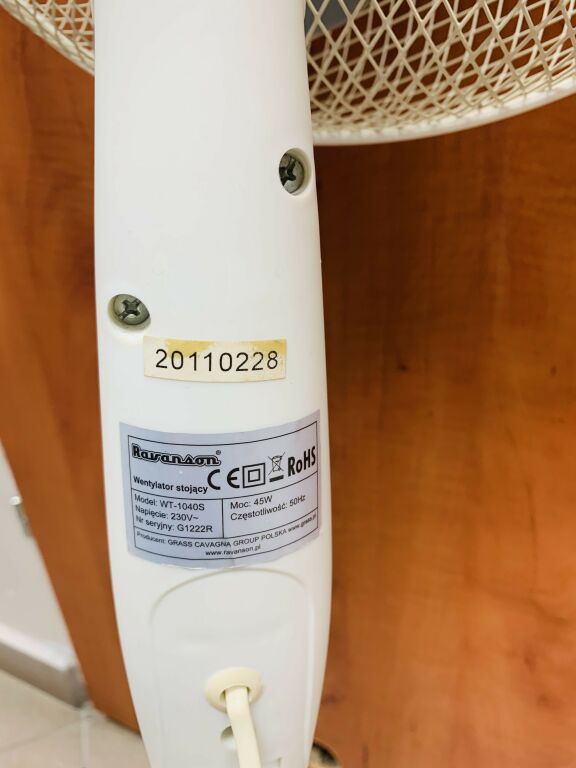 20110228
Ravanson
Wentylator stojący CE RoHS
Model: WT-1040S
Napięcie: 230V~
Nr seryjny: G1222R
Moc: 45W
Częstotliwość: 50Hz
Producent: GRASS CAVAGNA GROUP POLSKA www.grass.pl
www.ravanson.pl